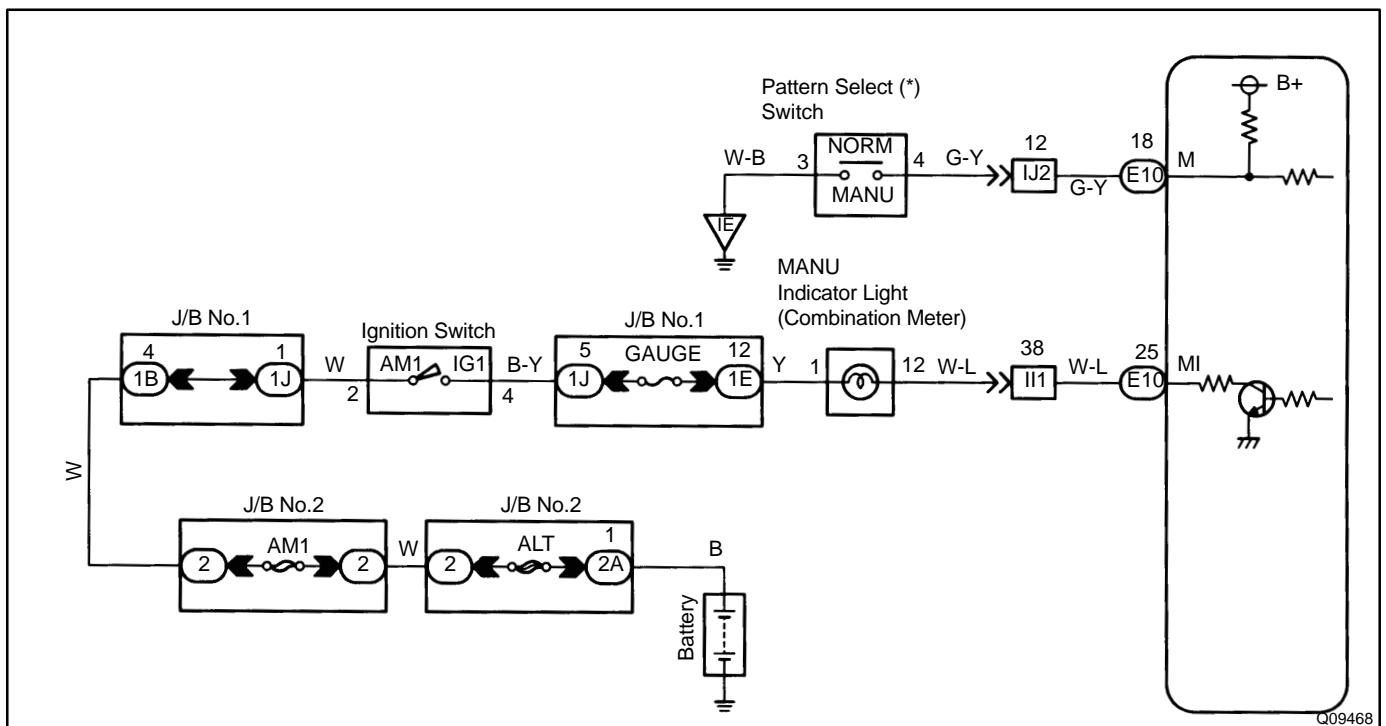 B+
Pattern Select (*)
Switch
NORM
MANU
W-B
3
4
G-Y
12
IJ2
G-Y
18
E10
M
IE
MANU
Indicator Light
(Combination Meter)
J/B No.1
4
1B
1
1J
W
2
Ignition Switch
AM1
IG1
B-Y
4
J/B No.1
5
GAUGE
12
1J
1E
Y
1
12
W-L
38
II1
W-L
25
E10
MI
W
J/B No.2
2
AM1
2
W
J/B No.2
2
ALT
1
2A
B
Battery
Q09468